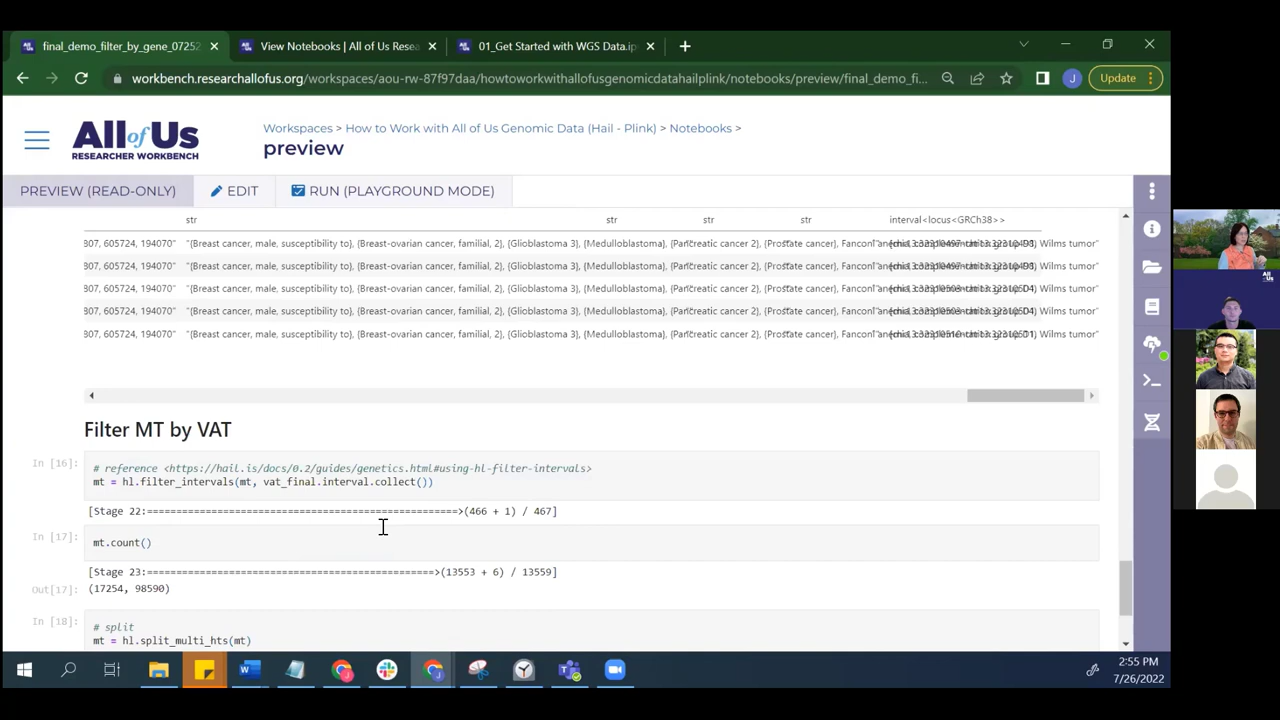 final_demo_filter_by_gene_07252
View Notebooks | All of Us Resea
01_Get Started with WGS Data.ip
workbench.researchallofus.org/workspaces/aou-rw-87f97daa/howtoworkwithallofusgenomicdatahailplink/notebooks/preview/final_demo_fi...
J
Update
All of Us
RESEARCHER WORKBENCH
Workspaces > How to Work with All of Us Genomic Data (Hail - Plink) > Notebooks >
preview
PREVIEW (READ-ONLY)
EDIT
RUN (PLAYGROUND MODE)
str str str str interval<locus<GRCh38>>
807, 605724, 194070" "(Breast cancer, male, susceptibility to}, {Breast-ovarian cancer, familial, 2}, {Glioblastoma 3}, {Medulloblastoma}, {Pancreatic cancer 2}, {Prostate cancer}, Fanconi Wilms tumor"
807, 605724, 194070" "(Breast cancer, male, susceptibility to}, {Breast-ovarian cancer, familial, 2}, {Glioblastoma 3}, {Medulloblastoma}, {Pancreatic cancer 2}, {Prostate cancer}, Fanconi Wilms tumor"
807, 605724, 194070" "(Breast cancer, male, susceptibility to}, {Breast-ovarian cancer, familial, 2}, {Glioblastoma 3}, {Medulloblastoma}, {Pancreatic cancer 2}, {Prostate cancer}, Fanconi Wilms tumor"
807, 605724, 194070" "(Breast cancer, male, susceptibility to}, {Breast-ovarian cancer, familial, 2}, {Glioblastoma 3}, {Medulloblastoma}, {Pancreatic cancer 2}, {Prostate cancer}, Fanconi Wilms tumor"
807, 605724, 194070" "(Breast cancer, male, susceptibility to}, {Breast-ovarian cancer, familial, 2}, {Glioblastoma 3}, {Medulloblastoma}, {Pancreatic cancer 2}, {Prostate cancer}, Fanconi Wilms tumor"
Filter MT by VAT
In [16]
# reference <https://hail.is/docs/0.2/guides/genetics.html#using-hl-filter-intervals>
mt = hl.filter_intervals(mt, vat_final.interval.collect())
[Stage 22:====================================================>(466 + 1) / 467]
In [17]
mt.count()
[Stage 23:=================================================>(13553 + 6) / 13559]
Out[17]
(17254, 98590)
In [18]
# split
mt = hl.split_multi_hts(mt)
2:55 PM
7/26/2022